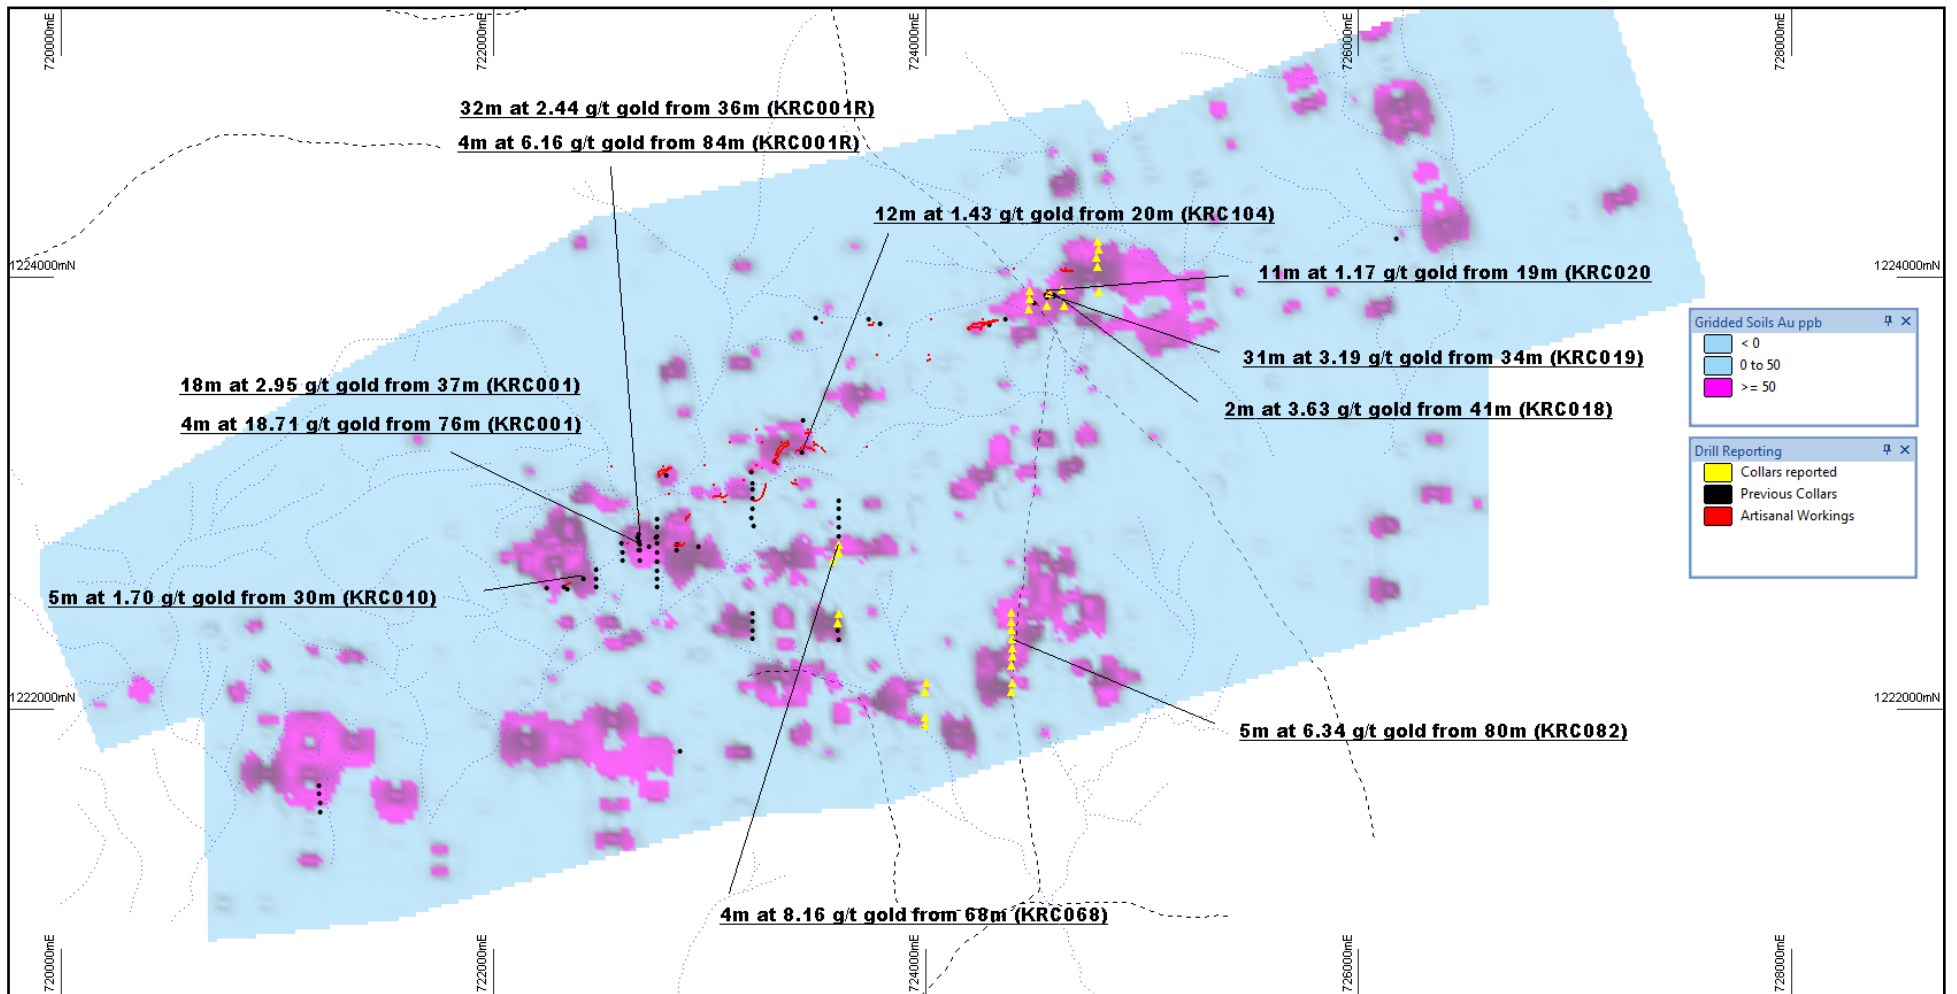 720000mE
722000mE
724000mE
726000mE
728000mE
32m at 2.44 g/t gold from 36m (KRC001R)
4m at 6.16 g/t gold from 84m (KRC001R)
12m at 1.43 g/t gold from 20m (KRC104)
1224000mN
1224000mN
11m at 1.17 g/t gold from 19m (KRC020
Gridded Soils Au ppb
< 0
0 to 50
>= 50
31m at 3.19 g/t gold from 34m (KRC019)
18m at 2.95 g/t gold from 37m (KRC001)
2m at 3.63 g/t gold from 41m (KRC018)
4m at 18.71 g/t gold from 76m (KRC001)
Drill Reporting
Collars reported
Previous Collars
Artisanal Workings
5m at 1.70 g/t gold from 30m (KRC010)
1222000mN
1222000mN
5m at 6.34 g/t gold from 80m (KRC082)
4m at 8.16 g/t gold from 68m (KRC068)
720000mE
722000mE
724000mE
726000mE
728000mE